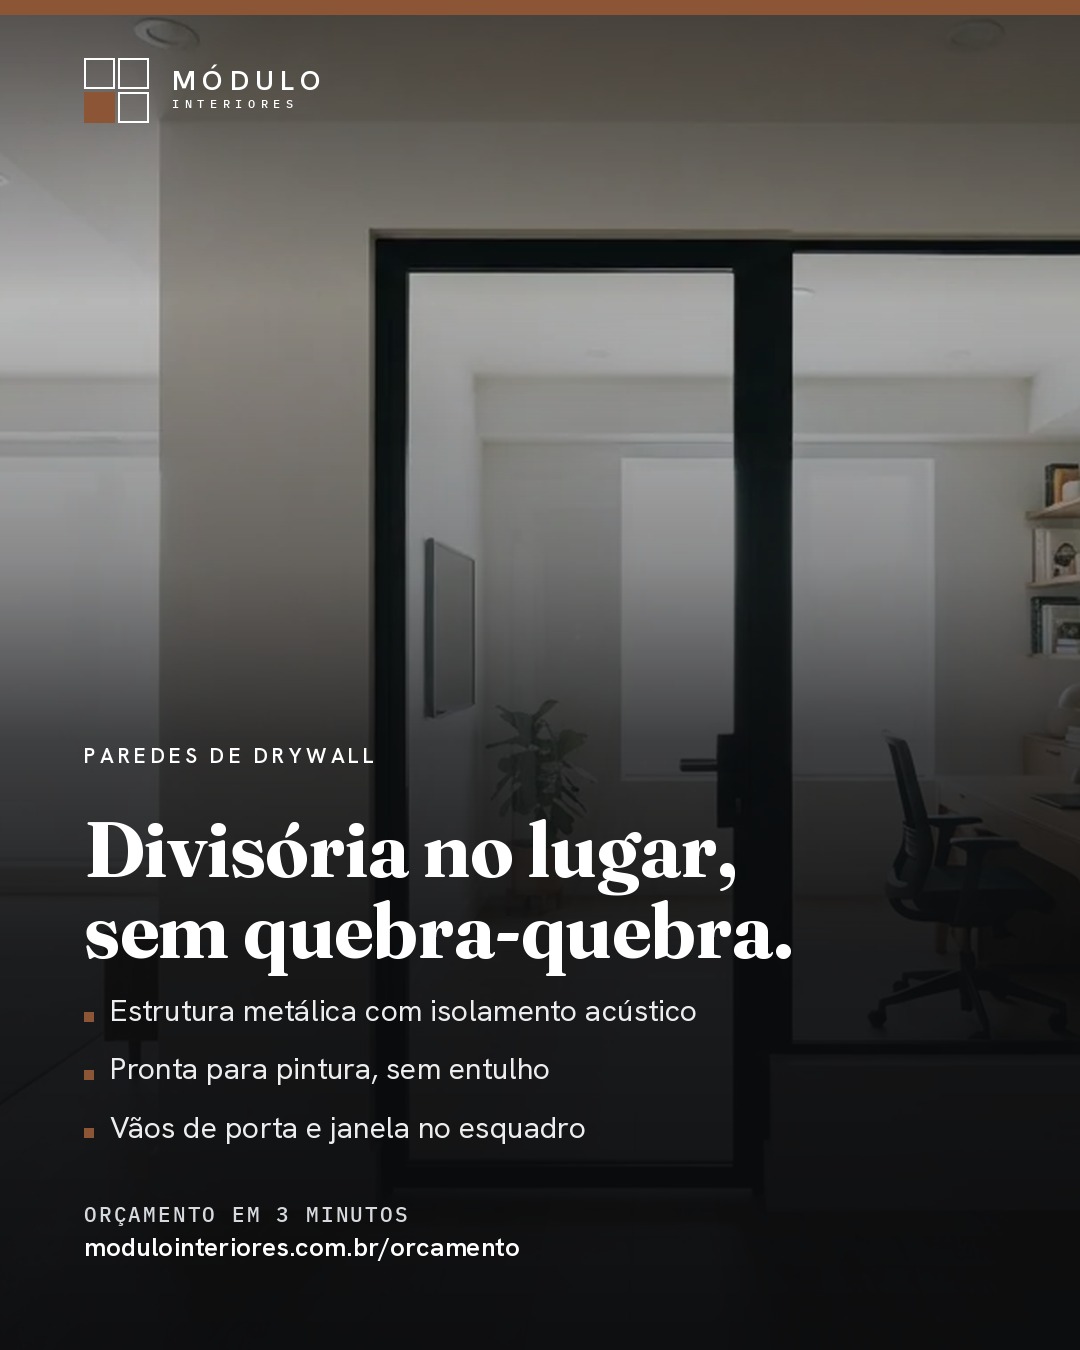 MÓDULO
INTERIORES
PAREDES DE DRYWALL
Divisória no lugar,
sem quebra-quebra.
Estrutura metálica com isolamento acústico
Pronta para pintura, sem entulho
Vãos de porta e janela no esquadro
ORÇAMENTO EM 3 MINUTOS
modulointeriores.com.br/orcamento